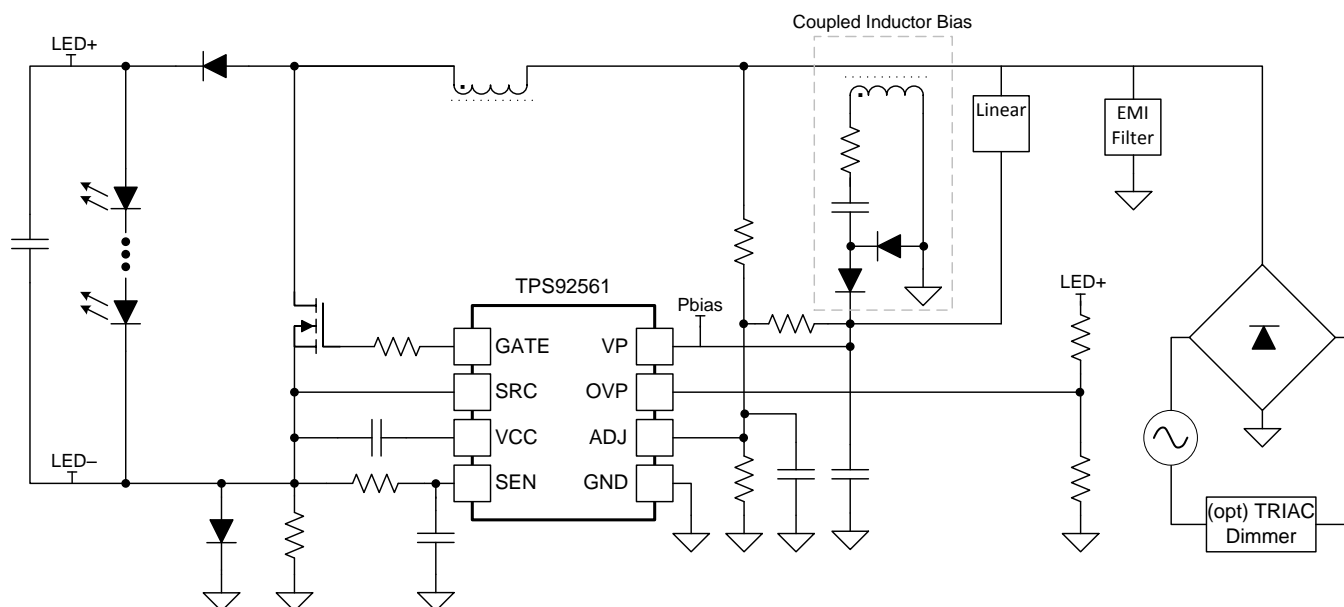 Coupled Inductor Bias
LED+
Linear
EMI
Filter
TPS92561
Pbias
LED+
GATE
VP
SRC
OVP
VCC
ADJ
SEN
GND
LED–
(opt) TRIAC
Dimmer